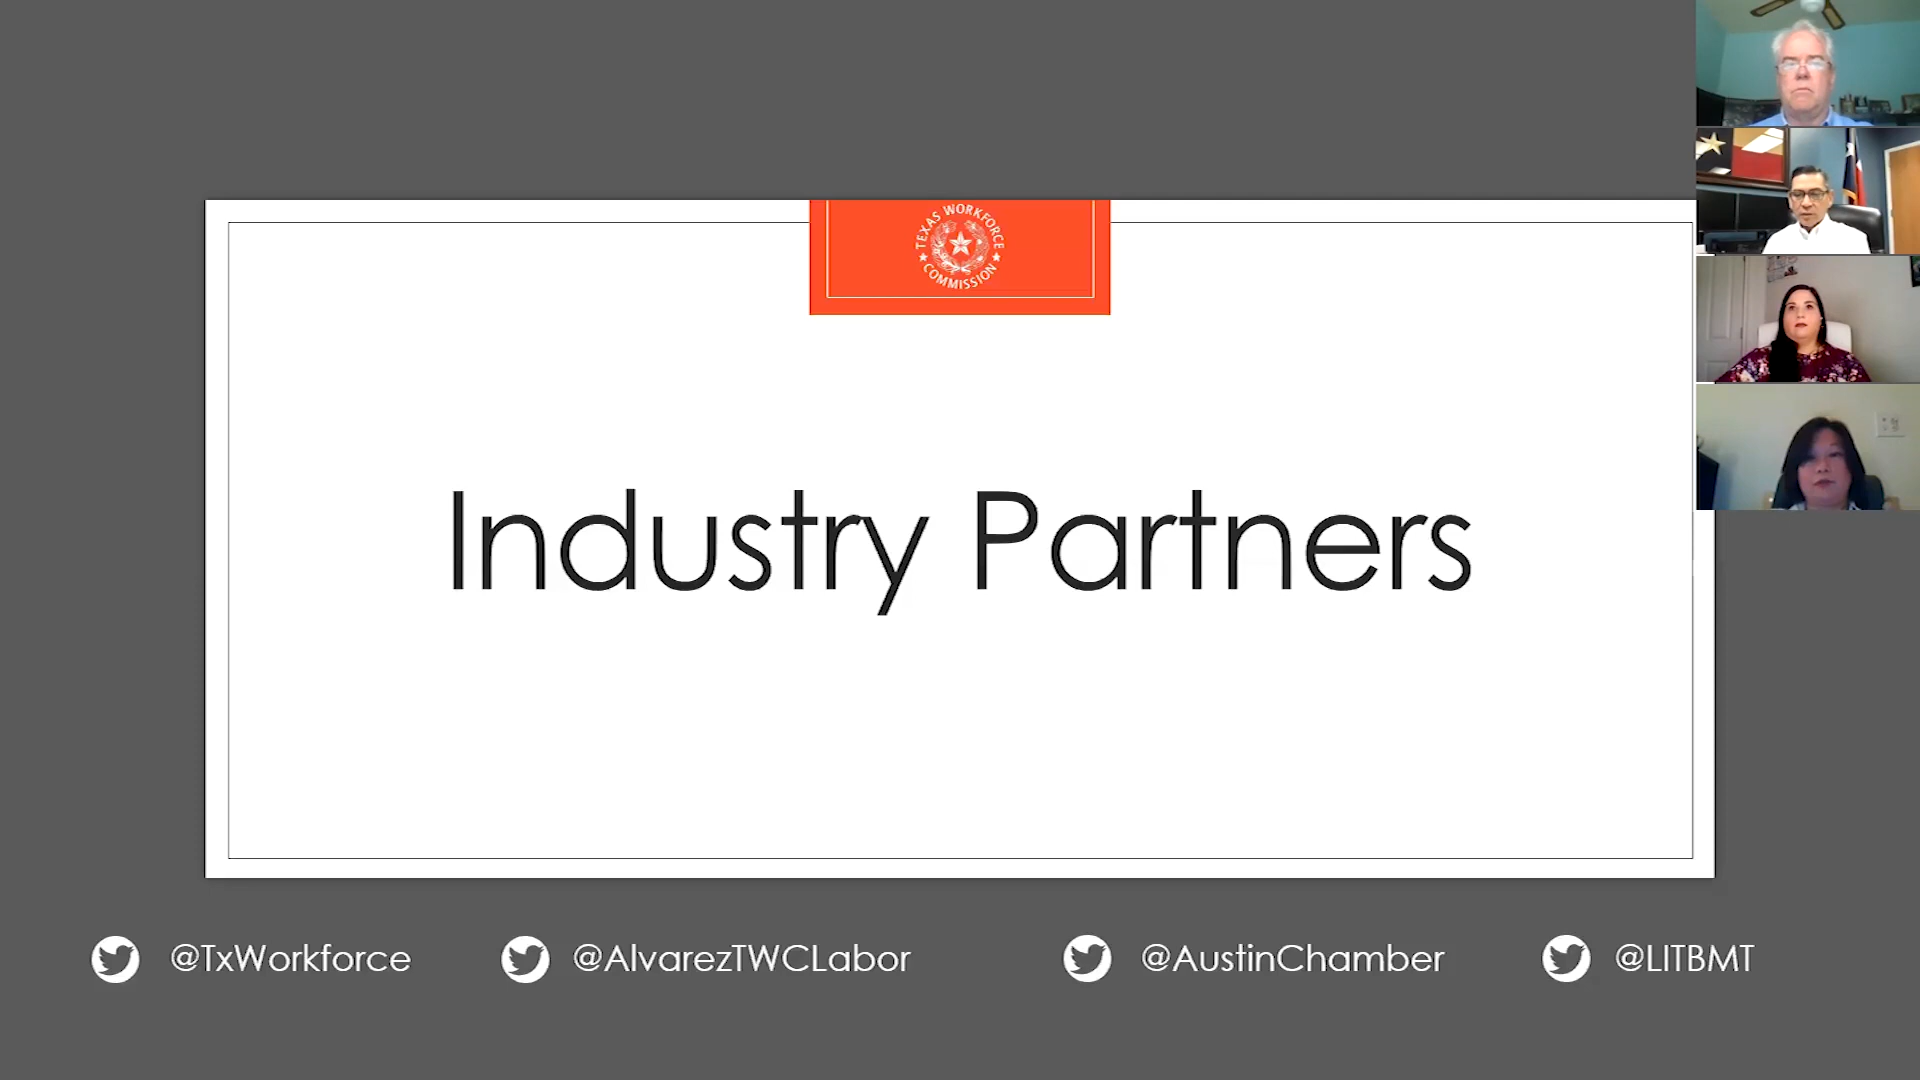 TEXAS WORKFORCE
COMMISSION
Industry Partners
@TxWorkforce @AlvarezTWCLabor @AustinChamber @LITBMT